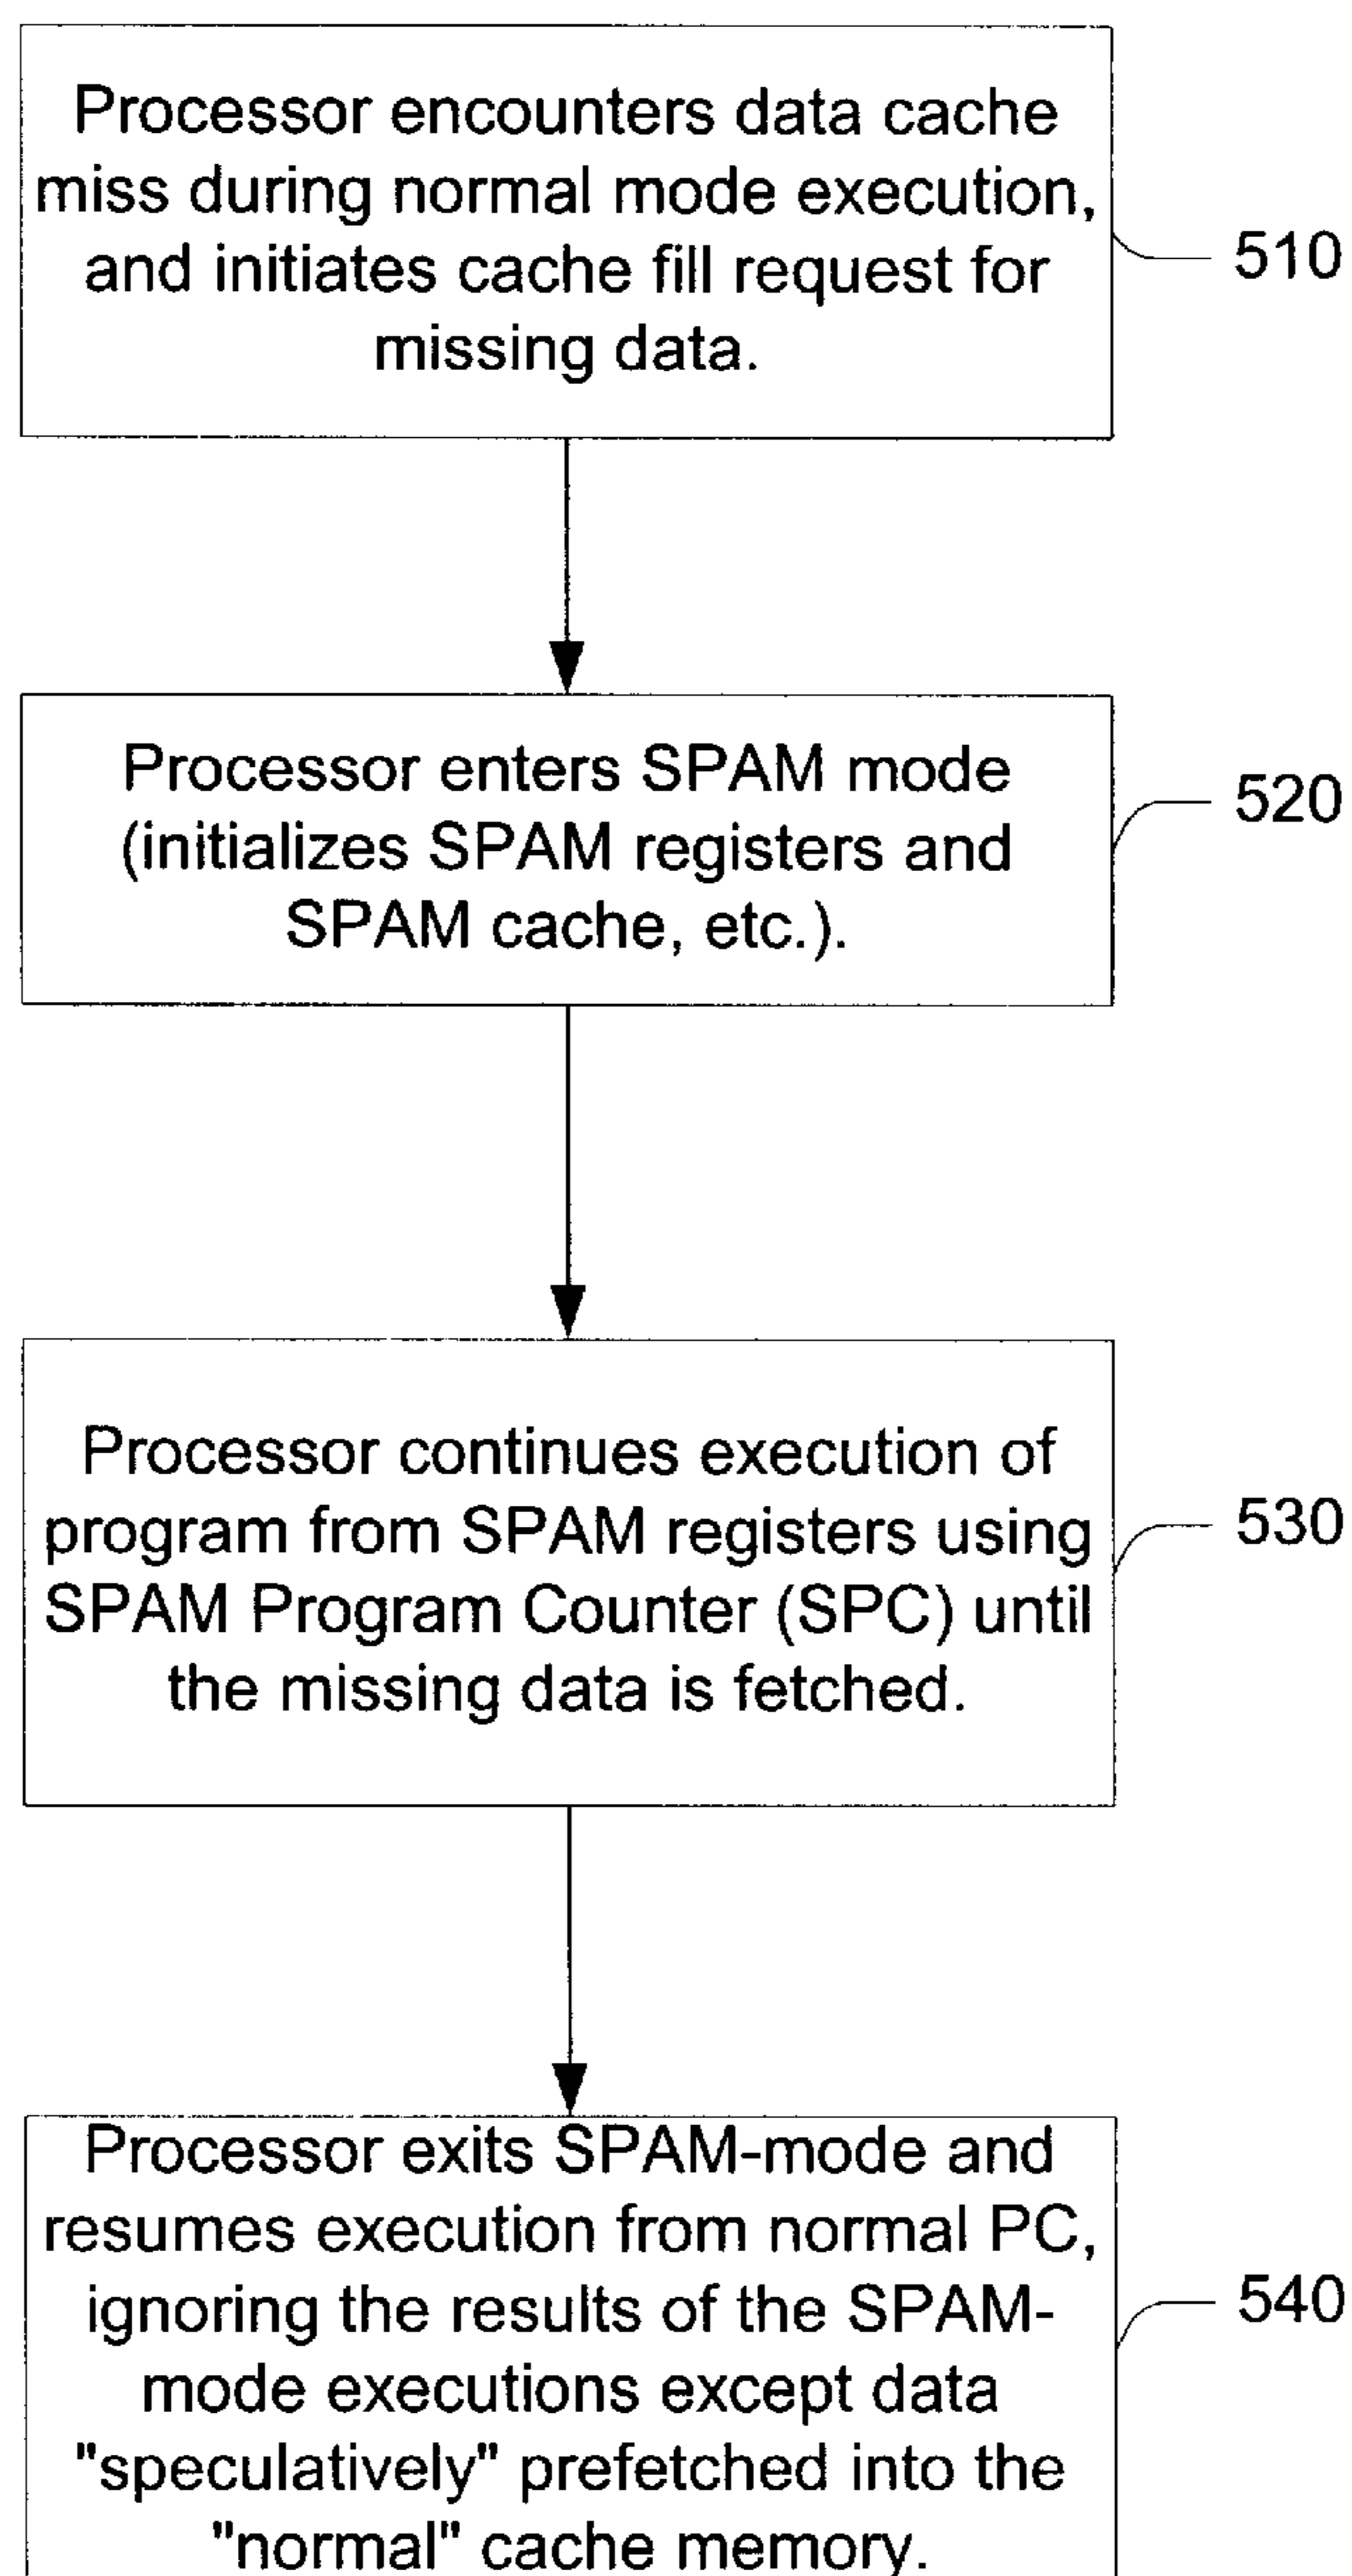 Processor encounters data cache
miss during normal mode execution,
and initiates cache fill request for
missing data.
510
Processor enters SPAM mode
(initializes SPAM registers and
SPAM cache, etc.).
520
Processor continues execution of
program from SPAM registers using
SPAM Program Counter (SPC) until
the missing data is fetched.
530
Processor exits SPAM-mode and
resumes execution from normal PC,
ignoring the results of the SPAM-
mode executions except data
"speculatively" prefetched into the
"normal" cache memory.
540